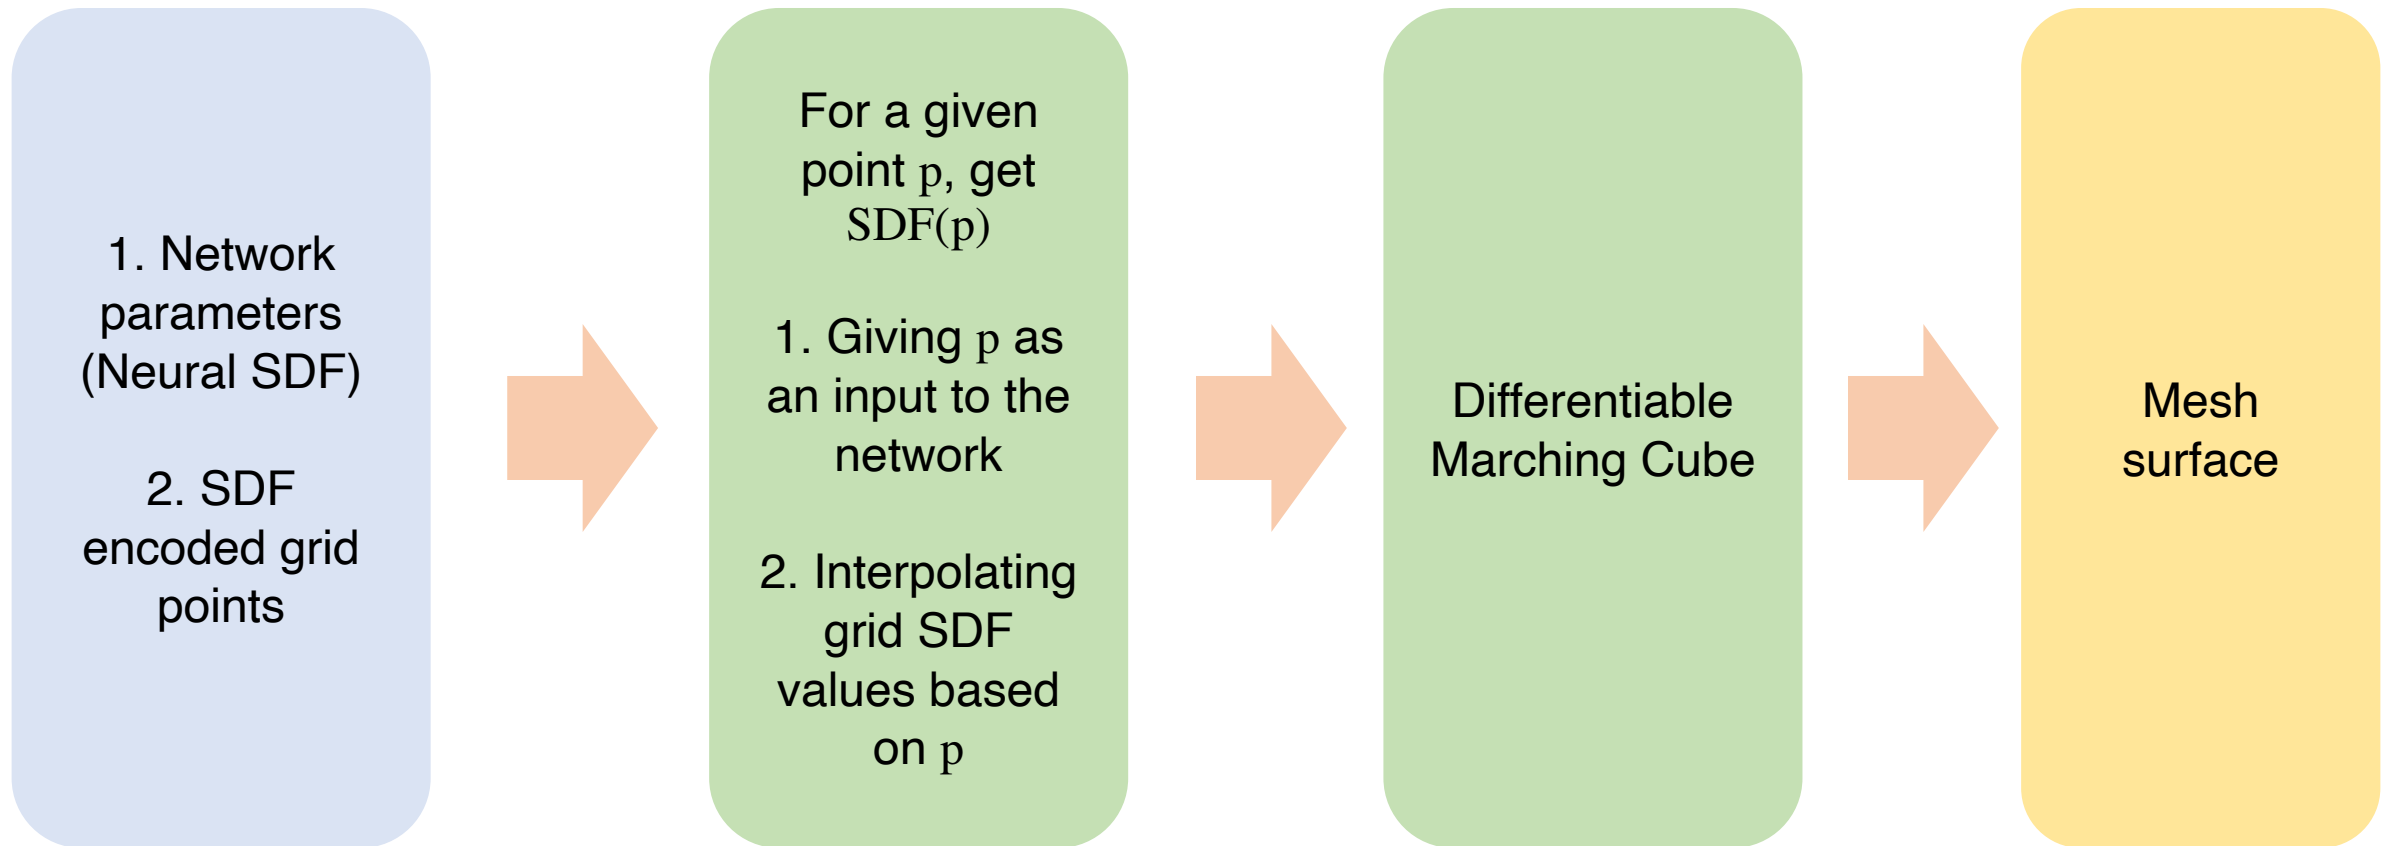 1. Network
parameters
(Neural SDF)
2. SDF
encoded grid
points
For a given
point p, get
SDF(p)
1. Giving p as
an input to the
network
2. Interpolating
grid SDF
values based
on p
Differentiable
Marching Cube
Mesh
surface